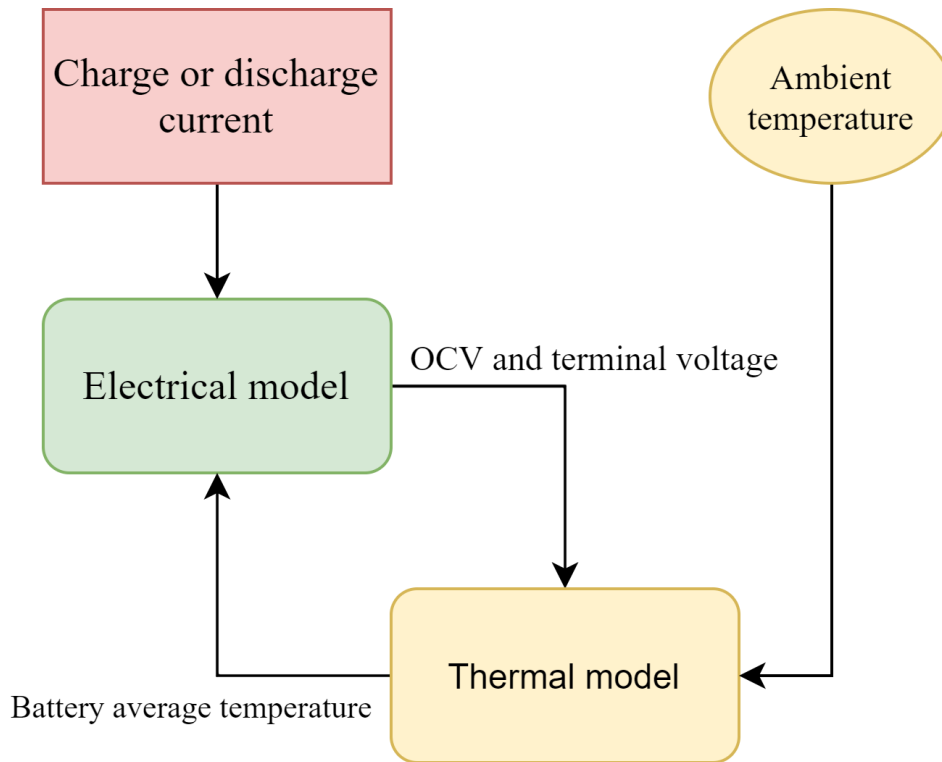 Charge or discharge
current
Ambient
temperature
OCV and terminal voltage
Electrical model
Thermal model
Battery average temperature